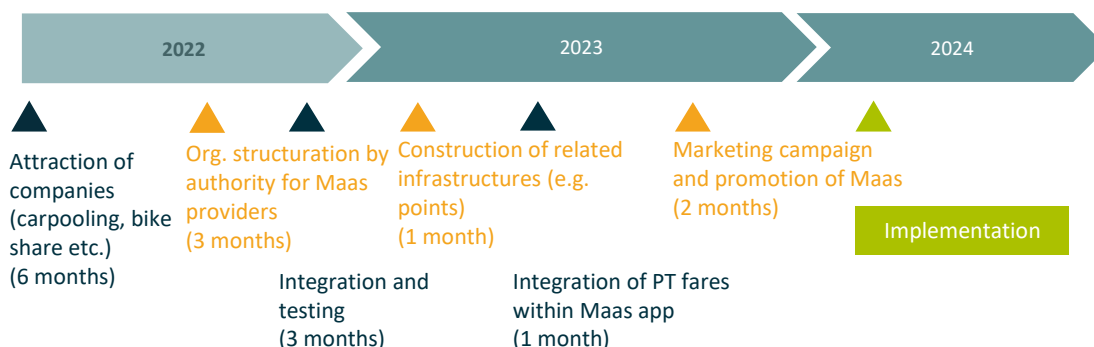 2022
2023
2024
Attraction of
companies
(carpooling, bike
share etc.)
(6 months)
Org. structuration by
authority for Maas
providers
(3 months)
Integration and
testing
(3 months)
Construction of related
infrastructures (e.g.
points)
(1 month)
Integration of PT fares
within Maas app
(1 month)
Marketing campaign
and promotion of Maas
(2 months)
Implementation